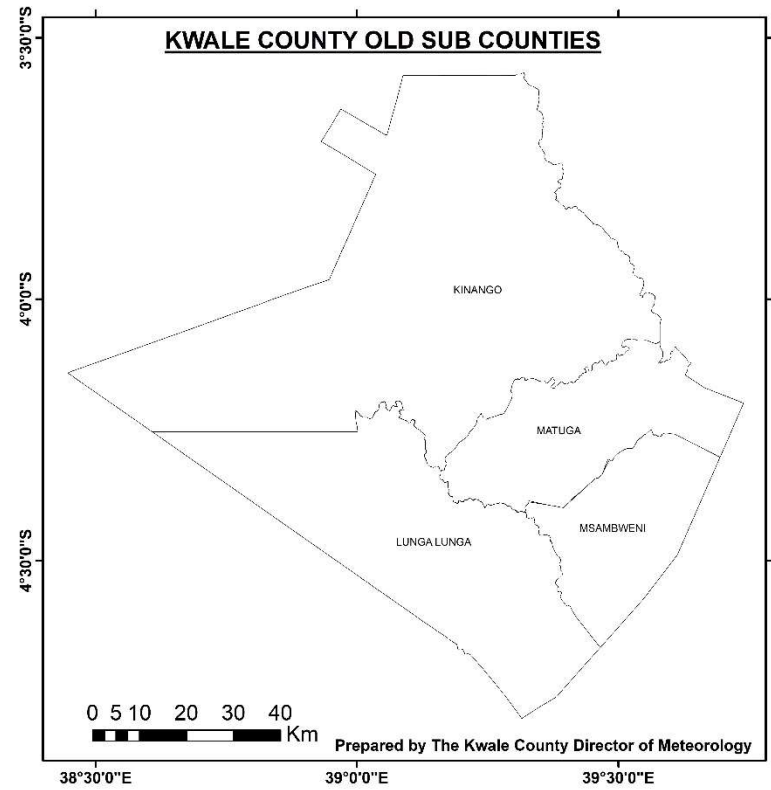 KWALE COUNTY OLD SUB COUNTIES
3°30'0"S
4°0'0"S
4°30'0"S
KINANGO
MATUGA
MSAMBWENI
LUNGA LUNGA
0 5 10 20 30 40
Km
Prepared by The Kwale County Director of Meteorology
38°30'0"E
39°0'0"E
39°30'0"E